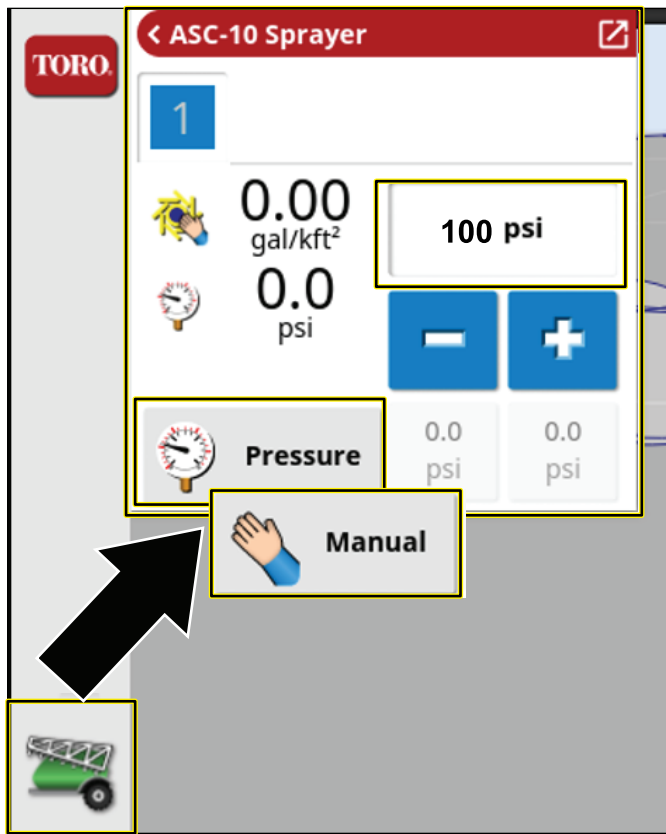 TORO.
< ASC-10 Sprayer
1
0.00
gal/kft²
0.0
psi
100 psi
Pressure
0.0
psi
0.0
psi
Manual